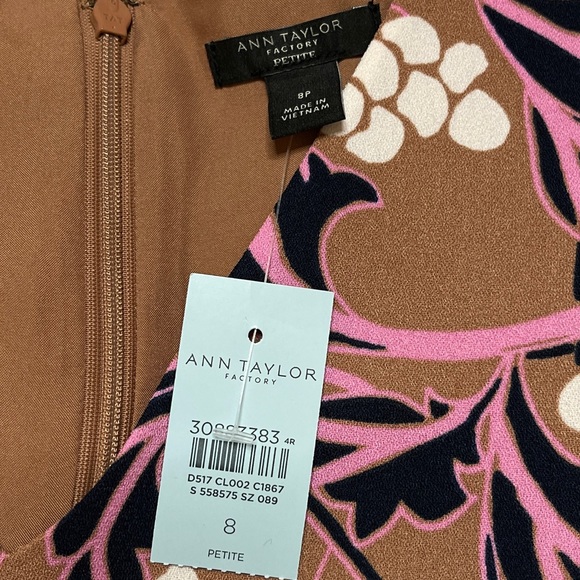 ANN TAYLOR
FACTORY
PETITE
8P
MADE IN
VIETNAM
ANN TAYLOR
FACTORY
4R
D517 CL002 C1867
S 558575 SZ 089
8
PETITE